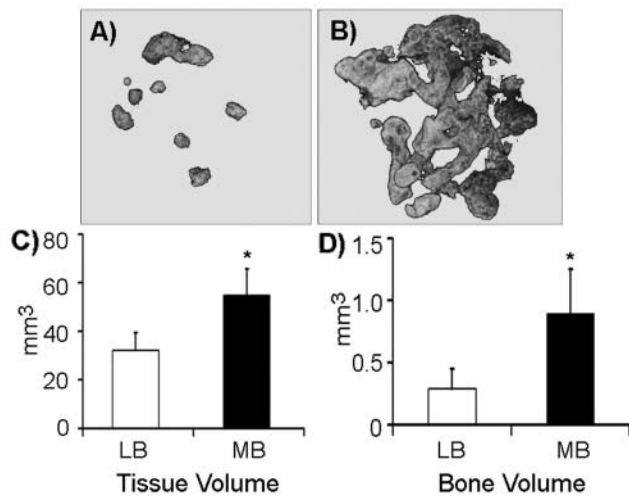 A) B)
C) D)
80
60
40
20
0
mm3
*
LB MB
Tissue Volume
1.5
1.0
0.5
0
mm3
*
LB MB
Bone Volume